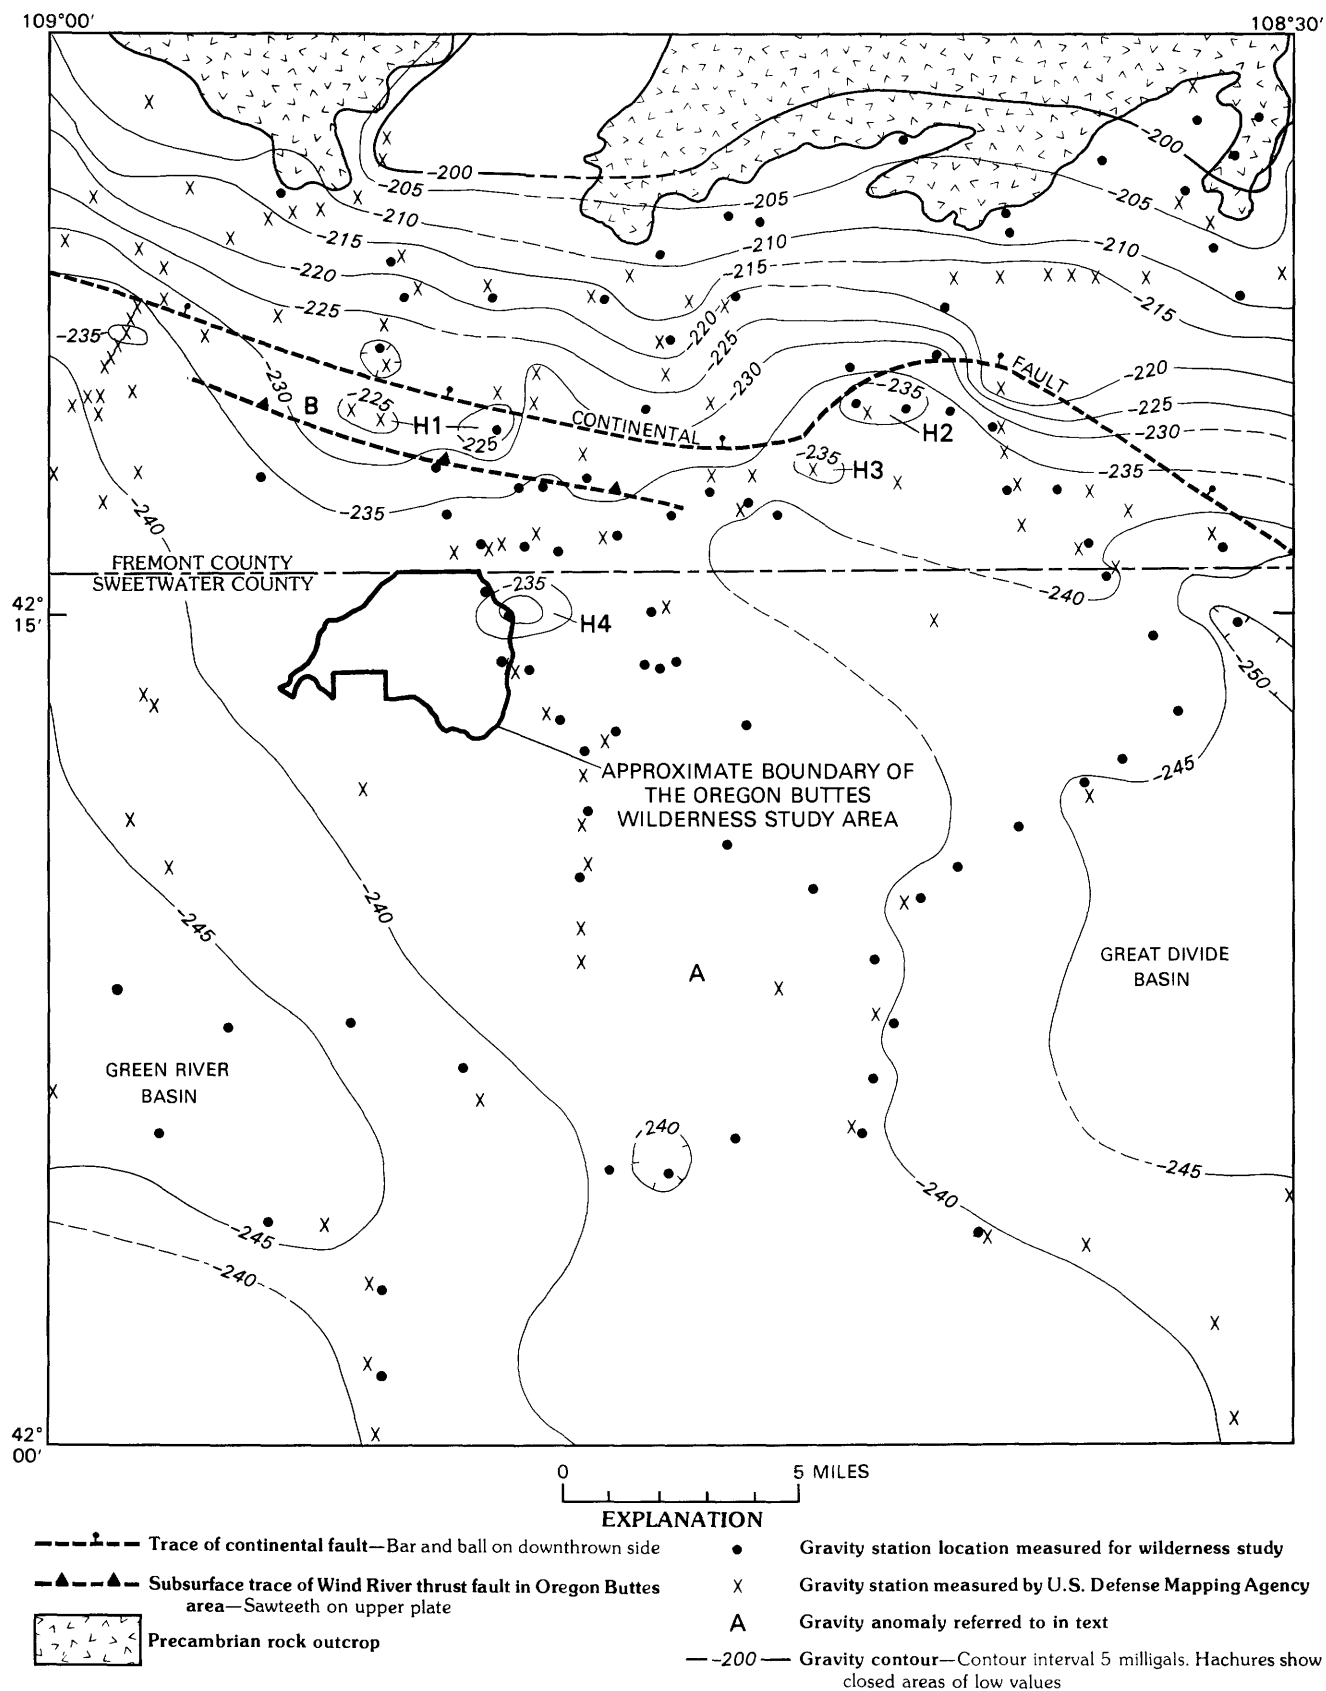 109°00'
108°30'
-200
-200
-205
-205
-205
-210
-210
-210
-215
-215
-215
-220
-220
-220
-225
-225
-225
-230
-230
-230
-235
-235
-235
-235
-235
FAULT
CONTINENTAL
B
-225
H1
-225
H2
H3
-240
FREMONT COUNTY
SWEETWATER COUNTY
-235
H4
-240
42°
15'
-250
-245
APPROXIMATE BOUNDARY OF
THE OREGON BUTTES
WILDERNESS STUDY AREA
-240
-245
A
GREAT DIVIDE
BASIN
GREEN RIVER
BASIN
-240
-245
-240
-245
-240
42°
00'
0 5 MILES
EXPLANATION
Trace of continental fault—Bar and ball on downthrown side
Subsurface trace of Wind River thrust fault in Oregon Buttes
area—Sawteeth on upper plate
Precambrian rock outcrop
Gravity station location measured for wilderness study
X Gravity station measured by U.S. Defense Mapping Agency
A Gravity anomaly referred to in text
-200 Gravity contour—Contour interval 5 milligals. Hachures show
closed areas of low values